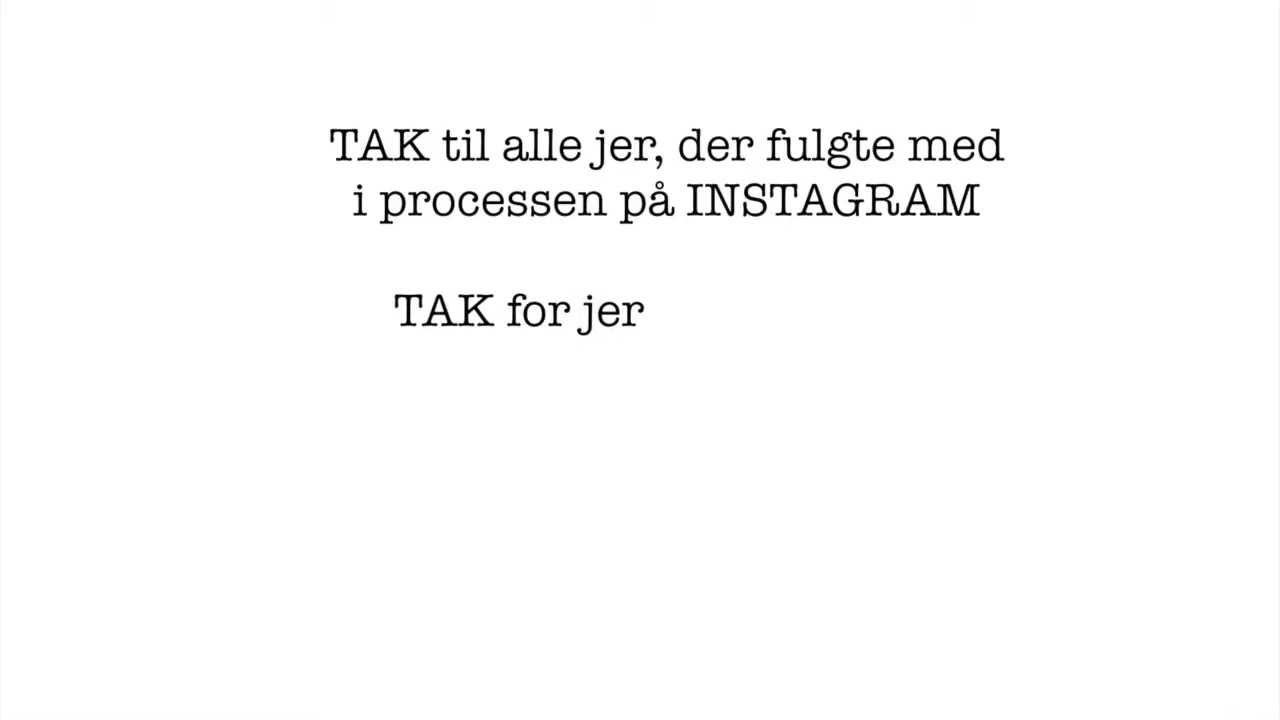 TAK til alle jer, der fulgte med
i processen på INSTAGRAM
TAK for jer